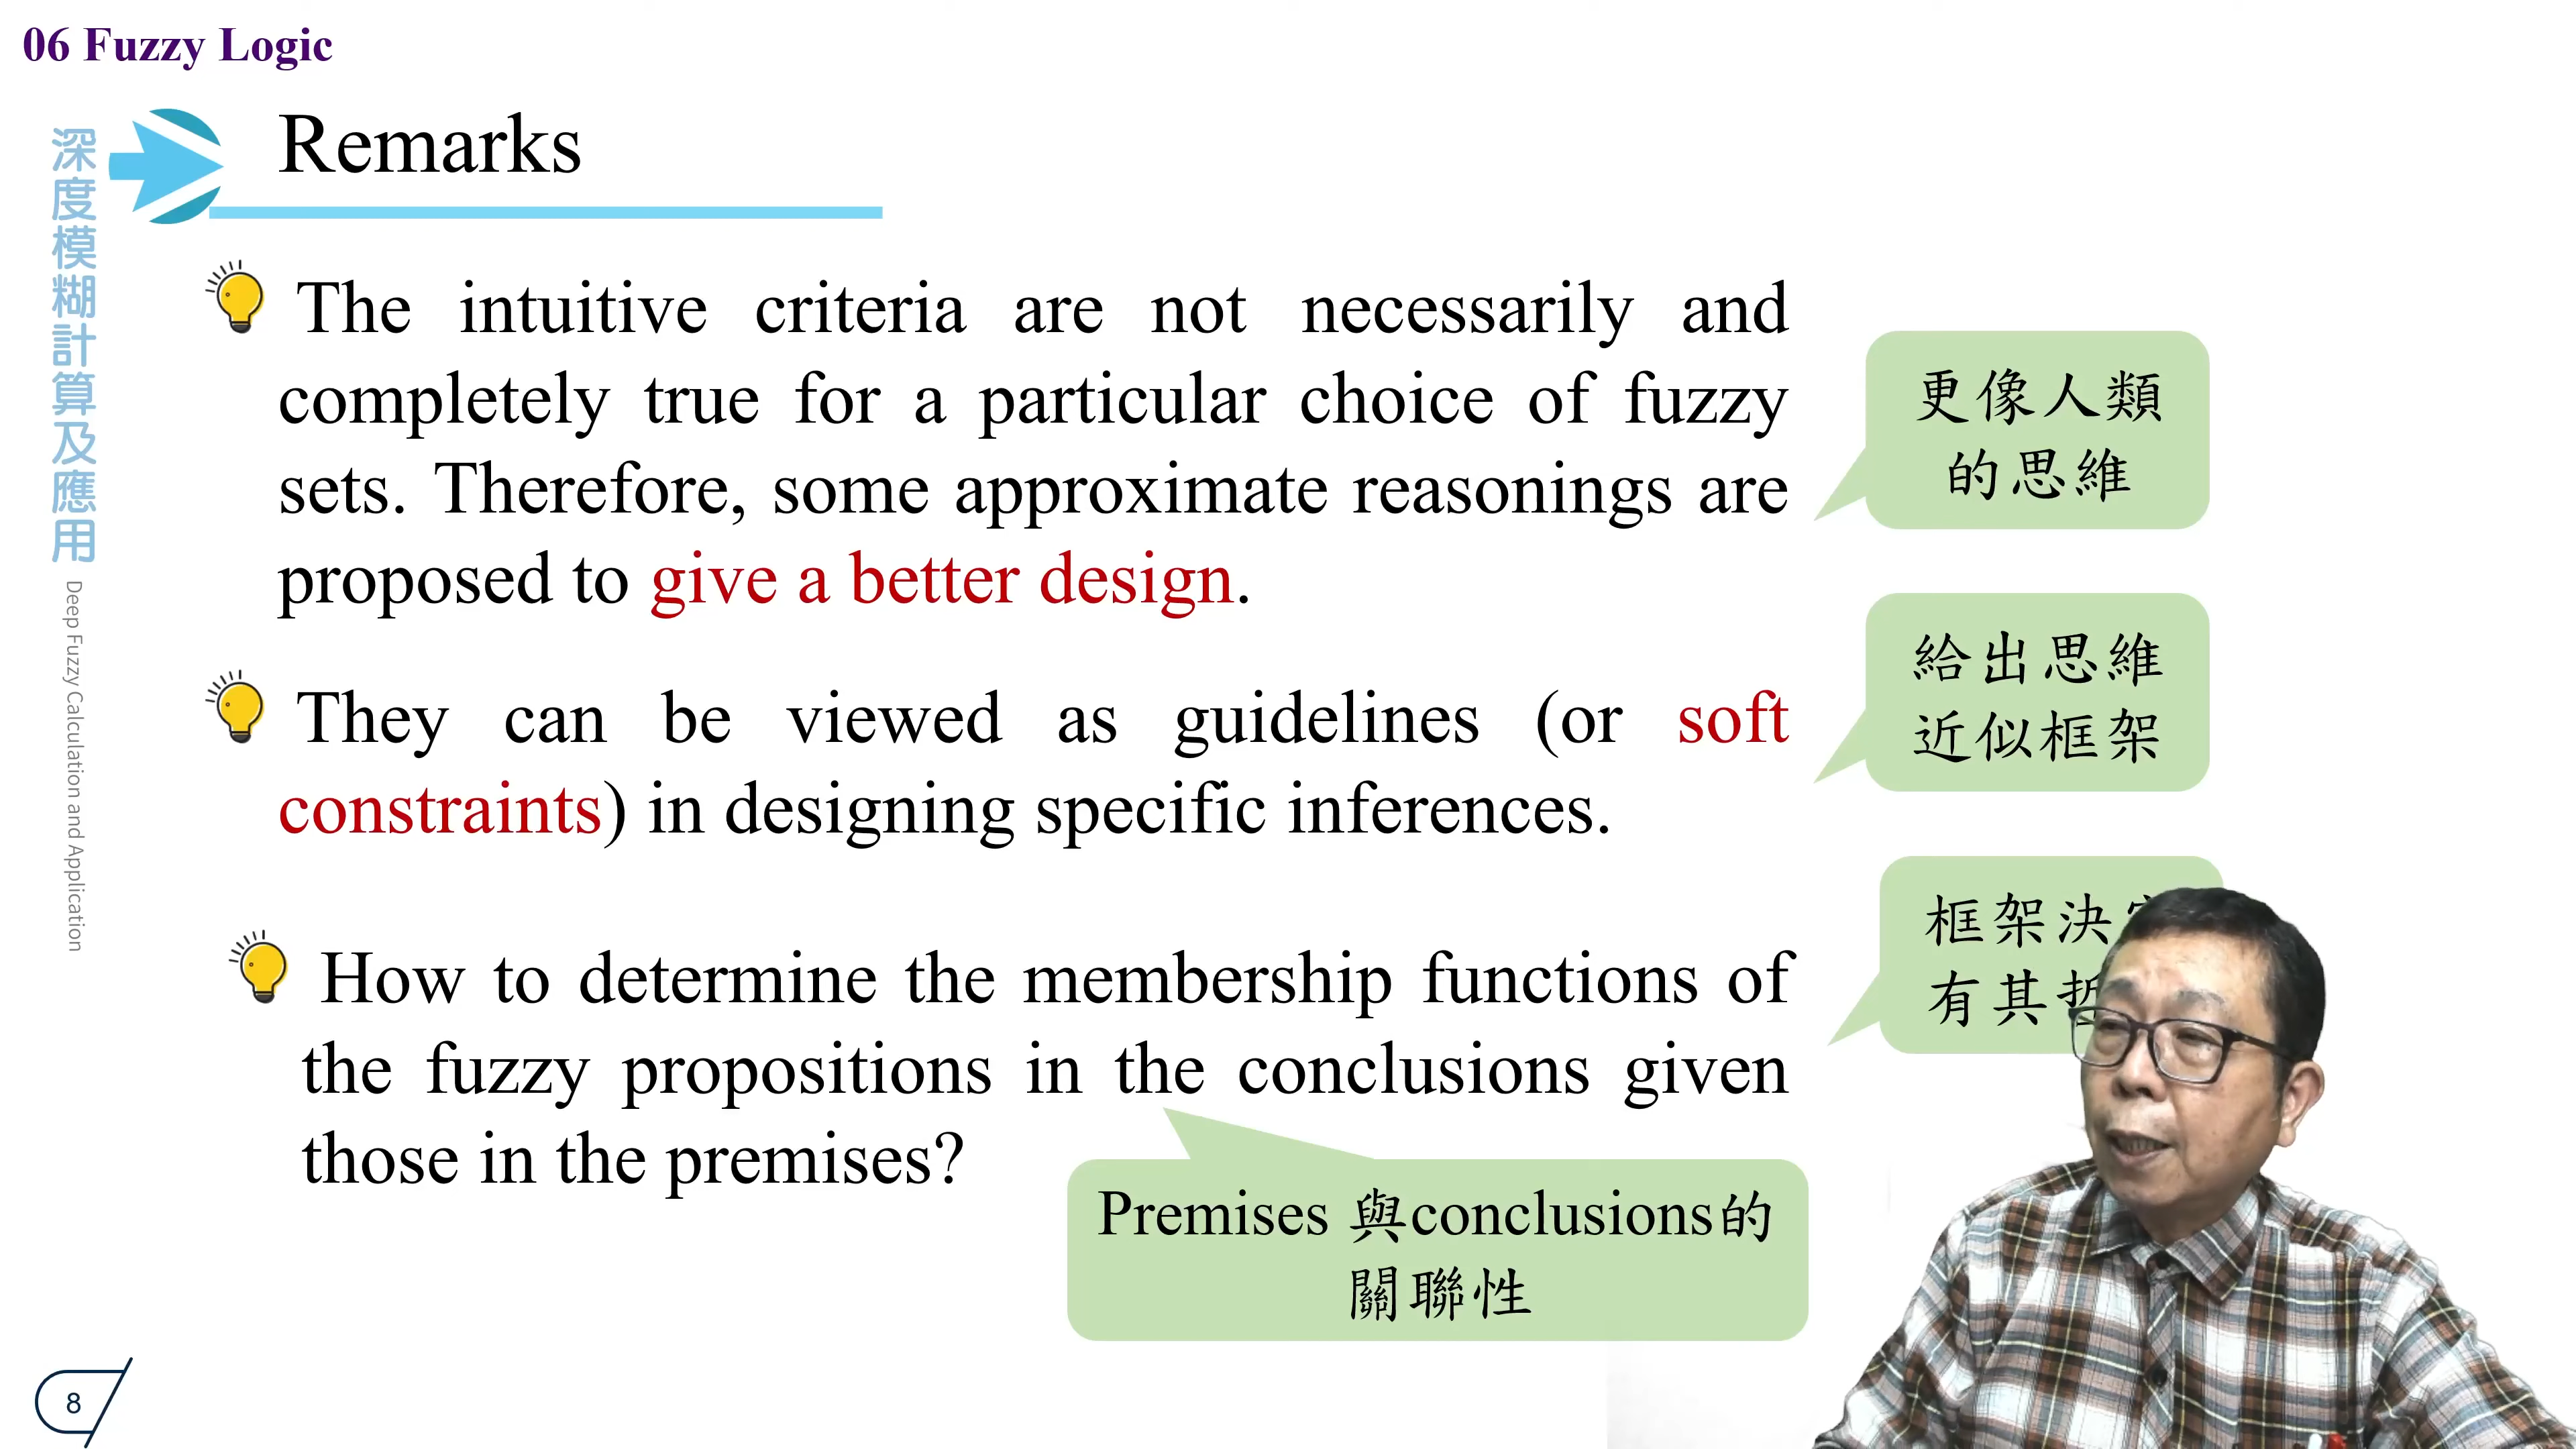 06 Fuzzy Logic
深度模糊計算及應用
Deep Fuzzy Calculation and Application
Remarks
The intuitive criteria are not necessarily and
completely true for a particular choice of fuzzy
sets. Therefore, some approximate reasonings are
proposed to give a better design.
更像人類
的思維
They can be viewed as guidelines (or soft
constraints) in designing specific inferences.
給出思維
近似框架
How to determine the membership functions of
the fuzzy propositions in the conclusions given
those in the premises?
框架決
有其
Premises 與conclusions的
關聯性
8